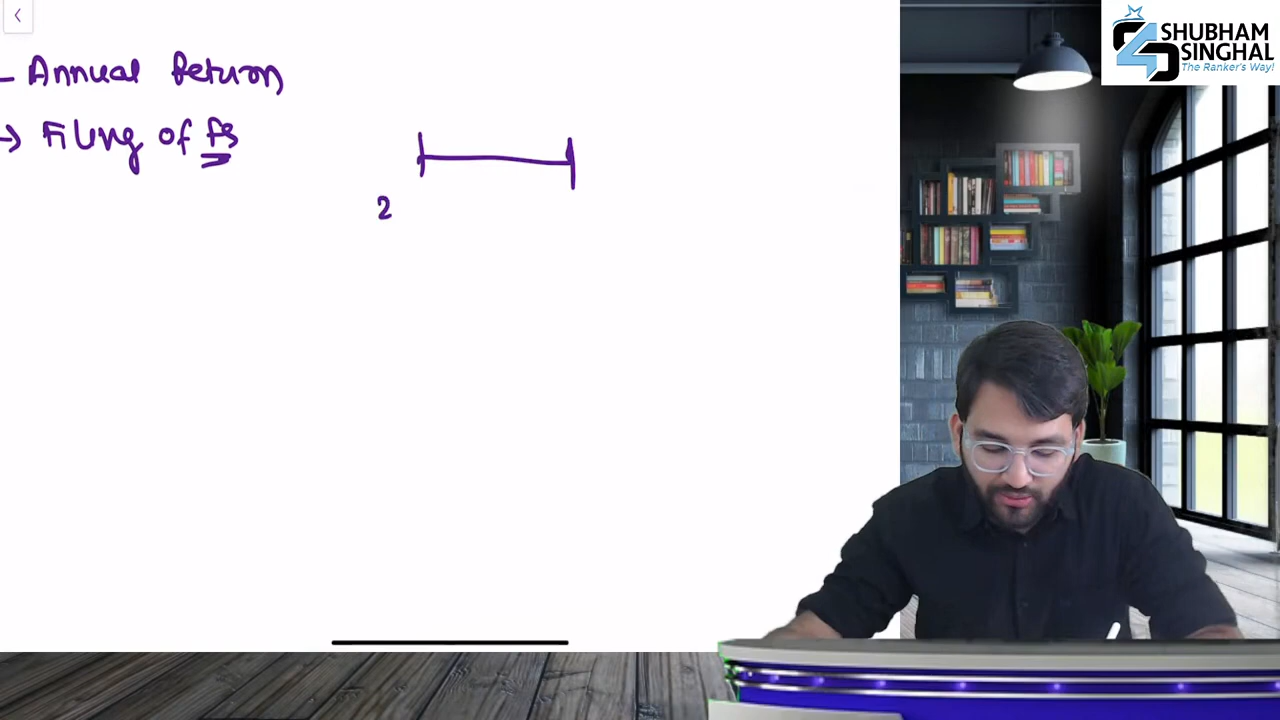 - Annual Return
→ Filing of FS
2
SHUBHAM
SINGHAL
The Ranker's Way!